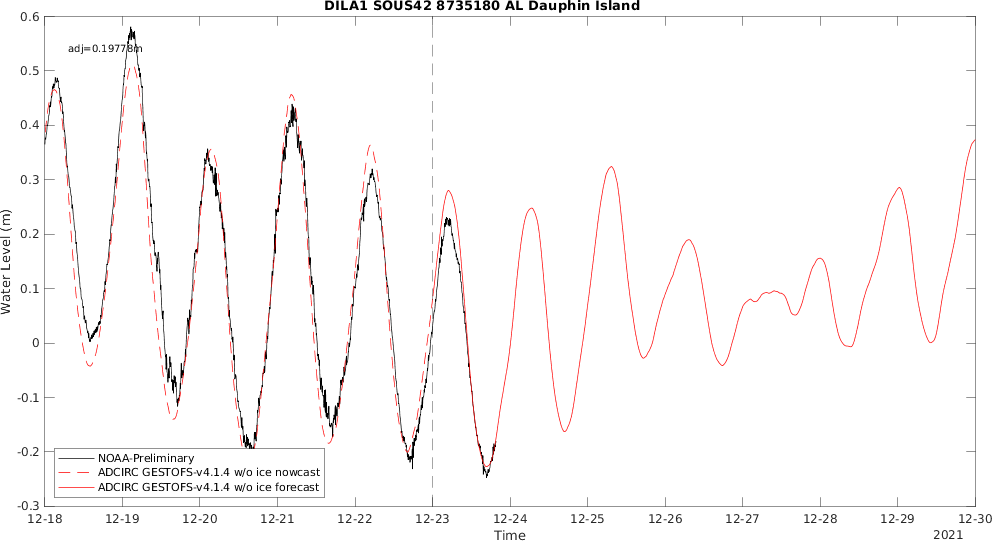 DILA1 SOUS42 8735180 AL Dauphin Island
adj=0.19778m
0.6
0.5
0.4
0.3
0.2
0.1
0
-0.1
-0.2
-0.3
Water Level (m)
NOAA-Preliminary
ADCIRC GESTOFS-v4.1.4 w/o ice nowcast
ADCIRC GESTOFS-v4.1.4 w/o ice forecast
12-18 12-19 12-20 12-21 12-22 12-23 12-24 12-25 12-26 12-27 12-28 12-29 12-30
Time
2021